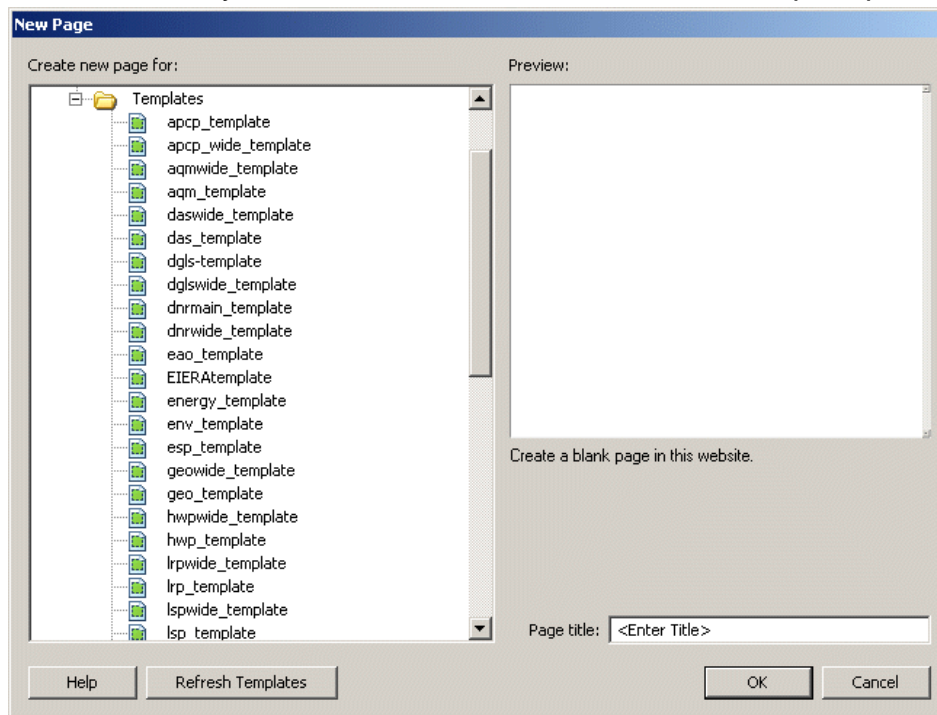 New Page
Create new page for:
Preview:
Templates
apcp_template
apcp_wide_template
aqmwide_template
aqm_template
daswide_template
das_template
dgls-template
dglswide_template
dnrmain_template
dnrwide_template
eao_template
EIERAtemplate
energy_template
env_template
esp_template
geowide_template
geo_template
hwpwide_template
hwp_template
lrpwide_template
lrp_template
lspwide_template
lsp_template
Create a blank page in this website.
Page title: <Enter Title>
Help Refresh Templates OK Cancel